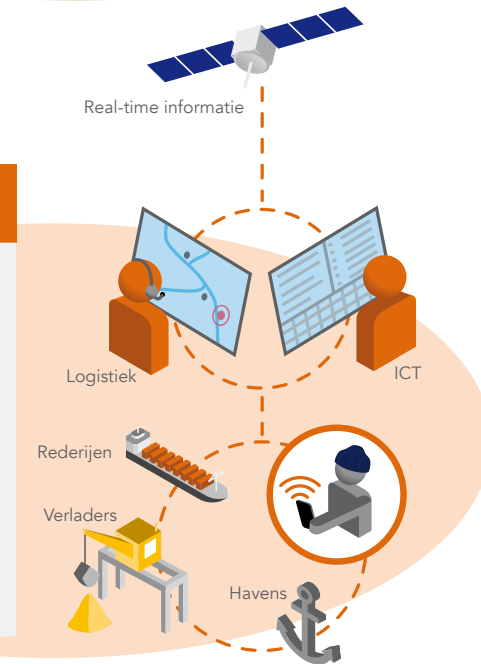 Real-time informatie
Logistiek
ICT
Rederijen
Verladers
Havens